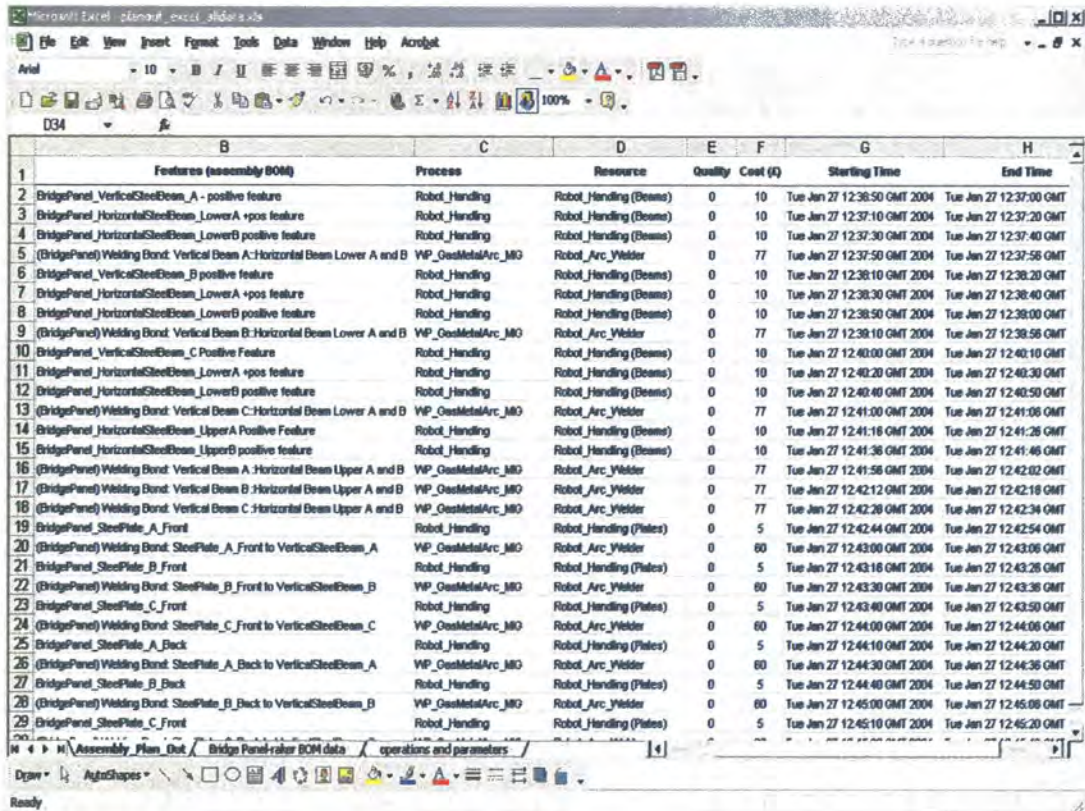 Microsoft Excel - planout_excel_slidara.xls
File Edit View Insert Format Tools Data Window Help Acrobat
Arial 10 B I U
100%
D34 fx
B C D E F G H
1 Features (assembly BOM) Process Resource Quality Cost (£) Starting Time End Time
2 BridgePanel_VerticalSteelBeam_A - positive feature Robot_Handling Robot_Handling (Beams) 0 10 Tue Jan 27 12:36:50 GMT 2004 Tue Jan 27 12:37:00 GMT
3 BridgePanel_HorizontalSteelBeam_LowerA +pos feature Robot_Handling Robot_Handling (Beams) 0 10 Tue Jan 27 12:37:10 GMT 2004 Tue Jan 27 12:37:20 GMT
4 BridgePanel_HorizontalSteelBeam_LowerB positive feature Robot_Handling Robot_Handling (Beams) 0 10 Tue Jan 27 12:37:30 GMT 2004 Tue Jan 27 12:37:40 GMT
5 (BridgePanel) Welding Bond: Vertical Beam A:Horizontal Beam Lower A and B WP_GasMetalArc_MIG Robot_Arc_Welder 0 77 Tue Jan 27 12:37:50 GMT 2004 Tue Jan 27 12:37:56 GMT
6 BridgePanel_VerticalSteelBeam_B positive feature Robot_Handling Robot_Handling (Beams) 0 10 Tue Jan 27 12:38:10 GMT 2004 Tue Jan 27 12:38:20 GMT
7 BridgePanel_HorizontalSteelBeam_LowerA +pos feature Robot_Handling Robot_Handling (Beams) 0 10 Tue Jan 27 12:38:30 GMT 2004 Tue Jan 27 12:38:40 GMT
8 BridgePanel_HorizontalSteelBeam_LowerB positive feature Robot_Handling Robot_Handling (Beams) 0 10 Tue Jan 27 12:38:50 GMT 2004 Tue Jan 27 12:39:00 GMT
9 (BridgePanel) Welding Bond: Vertical Beam B:Horizontal Beam Lower A and B WP_GasMetalArc_MIG Robot_Arc_Welder 0 77 Tue Jan 27 12:39:10 GMT 2004 Tue Jan 27 12:39:56 GMT
10 BridgePanel_VerticalSteelBeam_C Positive Feature Robot_Handling Robot_Handling (Beams) 0 10 Tue Jan 27 12:40:00 GMT 2004 Tue Jan 27 12:40:10 GMT
11 BridgePanel_HorizontalSteelBeam_LowerA +pos feature Robot_Handling Robot_Handling (Beams) 0 10 Tue Jan 27 12:40:20 GMT 2004 Tue Jan 27 12:40:30 GMT
12 BridgePanel_HorizontalSteelBeam_LowerB positive feature Robot_Handling Robot_Handling (Beams) 0 10 Tue Jan 27 12:40:40 GMT 2004 Tue Jan 27 12:40:50 GMT
13 (BridgePanel) Welding Bond: Vertical Beam C:Horizontal Beam Lower A and B WP_GasMetalArc_MIG Robot_Arc_Welder 0 77 Tue Jan 27 12:41:00 GMT 2004 Tue Jan 27 12:41:06 GMT
14 BridgePanel_HorizontalSteelBeam_UpperA Positive Feature Robot_Handling Robot_Handling (Beams) 0 10 Tue Jan 27 12:41:16 GMT 2004 Tue Jan 27 12:41:26 GMT
15 BridgePanel_HorizontalSteelBeam_UpperB positive feature Robot_Handling Robot_Handling (Beams) 0 10 Tue Jan 27 12:41:36 GMT 2004 Tue Jan 27 12:41:46 GMT
16 (BridgePanel) Welding Bond: Vertical Beam A :Horizontal Beam Upper A and B WP_GasMetalArc_MIG Robot_Arc_Welder 0 77 Tue Jan 27 12:41:56 GMT 2004 Tue Jan 27 12:42:02 GMT
17 (BridgePanel) Welding Bond: Vertical Beam B :Horizontal Beam Upper A and B WP_GasMetalArc_MIG Robot_Arc_Welder 0 77 Tue Jan 27 12:42:12 GMT 2004 Tue Jan 27 12:42:18 GMT
18 (BridgePanel) Welding Bond: Vertical Beam C :Horizontal Beam Upper A and B WP_GasMetalArc_MIG Robot_Arc_Welder 0 77 Tue Jan 27 12:42:28 GMT 2004 Tue Jan 27 12:42:34 GMT
19 BridgePanel_SteelPlate_A_Front Robot_Handling Robot_Handling (Plates) 0 5 Tue Jan 27 12:42:44 GMT 2004 Tue Jan 27 12:42:54 GMT
20 (BridgePanel) Welding Bond: SteelPlate_A_Front to VerticalSteelBeam_A WP_GasMetalArc_MIG Robot_Arc_Welder 0 60 Tue Jan 27 12:43:00 GMT 2004 Tue Jan 27 12:43:06 GMT
21 BridgePanel_SteelPlate_B_Front Robot_Handling Robot_Handling (Plates) 0 5 Tue Jan 27 12:43:16 GMT 2004 Tue Jan 27 12:43:26 GMT
22 (BridgePanel) Welding Bond: SteelPlate_B_Front to VerticalSteelBeam_B WP_GasMetalArc_MIG Robot_Arc_Welder 0 60 Tue Jan 27 12:43:30 GMT 2004 Tue Jan 27 12:43:36 GMT
23 BridgePanel_SteelPlate_C_Front Robot_Handling Robot_Handling (Plates) 0 5 Tue Jan 27 12:43:40 GMT 2004 Tue Jan 27 12:43:50 GMT
24 (BridgePanel) Welding Bond: SteelPlate_C_Front to VerticalSteelBeam_C WP_GasMetalArc_MIG Robot_Arc_Welder 0 60 Tue Jan 27 12:44:00 GMT 2004 Tue Jan 27 12:44:06 GMT
25 BridgePanel_SteelPlate_A_Back Robot_Handling Robot_Handling (Plates) 0 5 Tue Jan 27 12:44:10 GMT 2004 Tue Jan 27 12:44:20 GMT
26 (BridgePanel) Welding Bond: SteelPlate_A_Back to VerticalSteelBeam_A WP_GasMetalArc_MIG Robot_Arc_Welder 0 60 Tue Jan 27 12:44:30 GMT 2004 Tue Jan 27 12:44:36 GMT
27 BridgePanel_SteelPlate_B_Back Robot_Handling Robot_Handling (Plates) 0 5 Tue Jan 27 12:44:40 GMT 2004 Tue Jan 27 12:44:50 GMT
28 (BridgePanel) Welding Bond: SteelPlate_B_Back to VerticalSteelBeam_B WP_GasMetalArc_MIG Robot_Arc_Welder 0 60 Tue Jan 27 12:45:00 GMT 2004 Tue Jan 27 12:45:06 GMT
29 BridgePanel_SteelPlate_C_Front Robot_Handling Robot_Handling (Plates) 0 5 Tue Jan 27 12:45:10 GMT 2004 Tue Jan 27 12:45:20 GMT
Assembly_Plan_Out Bridge Panel-raker BOM data operations and parameters
Draw AutoShapes
Ready